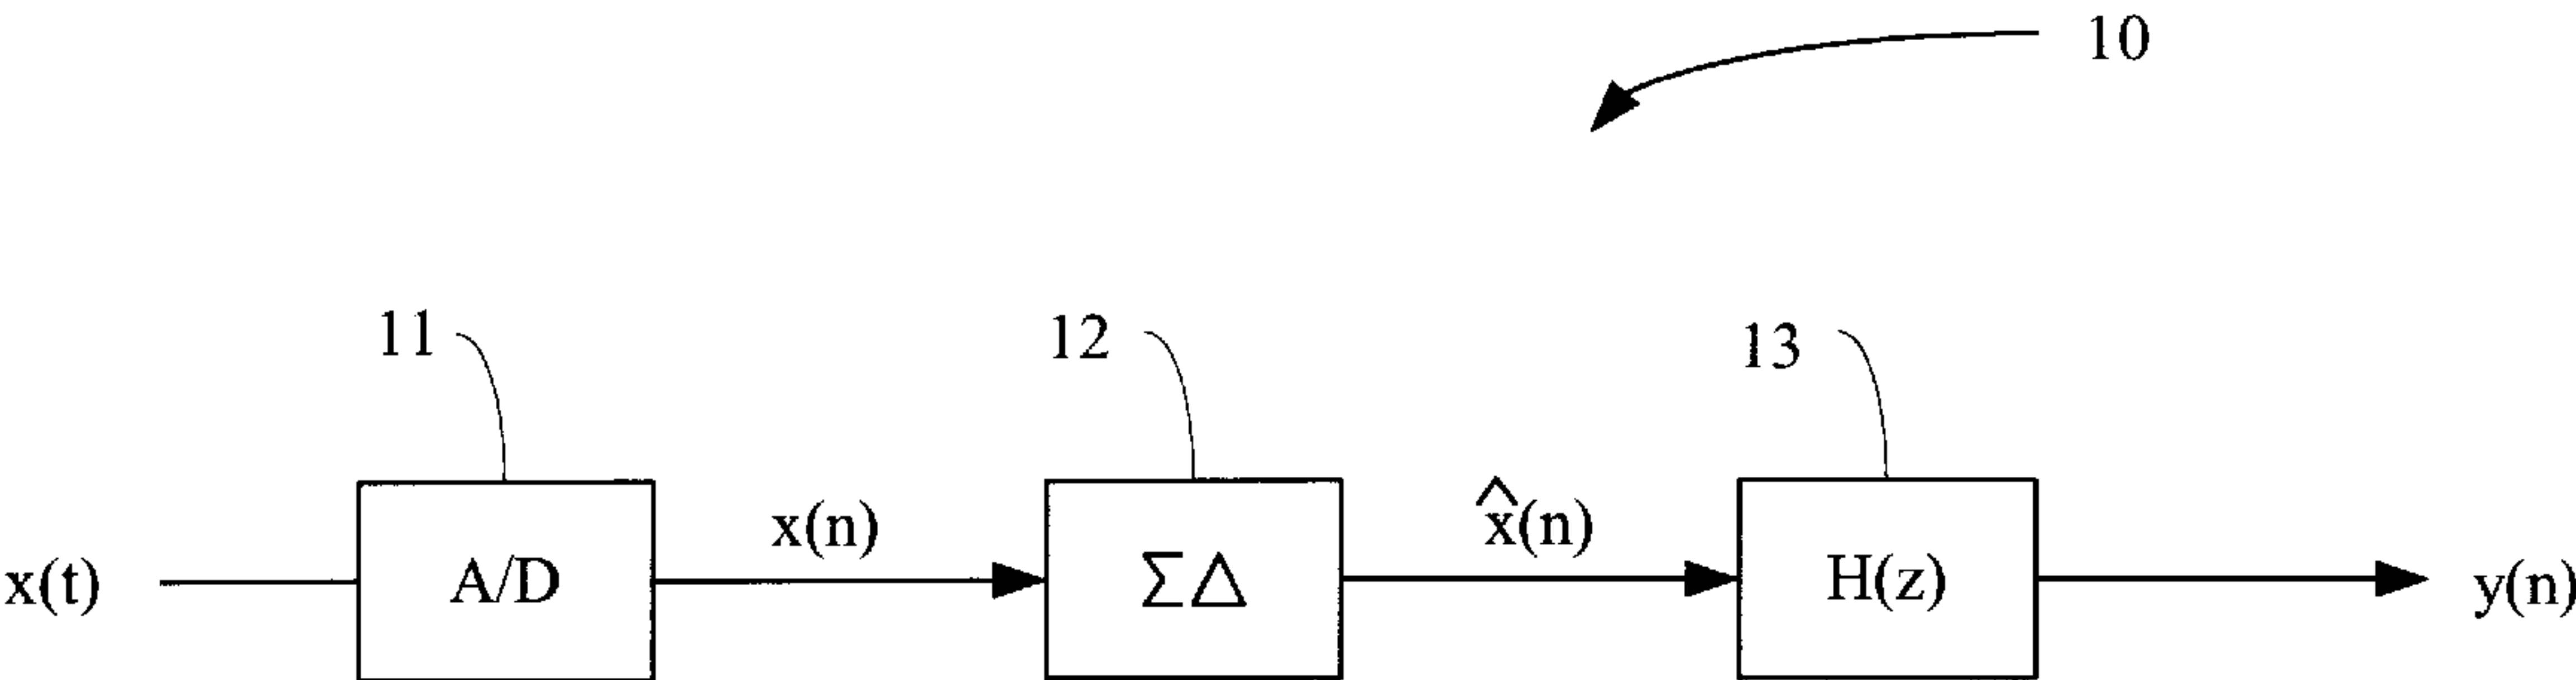 10
11
12
13
x(t)
A/D
x(n)
ΣΔ
x̂(n)
H(z)
y(n)